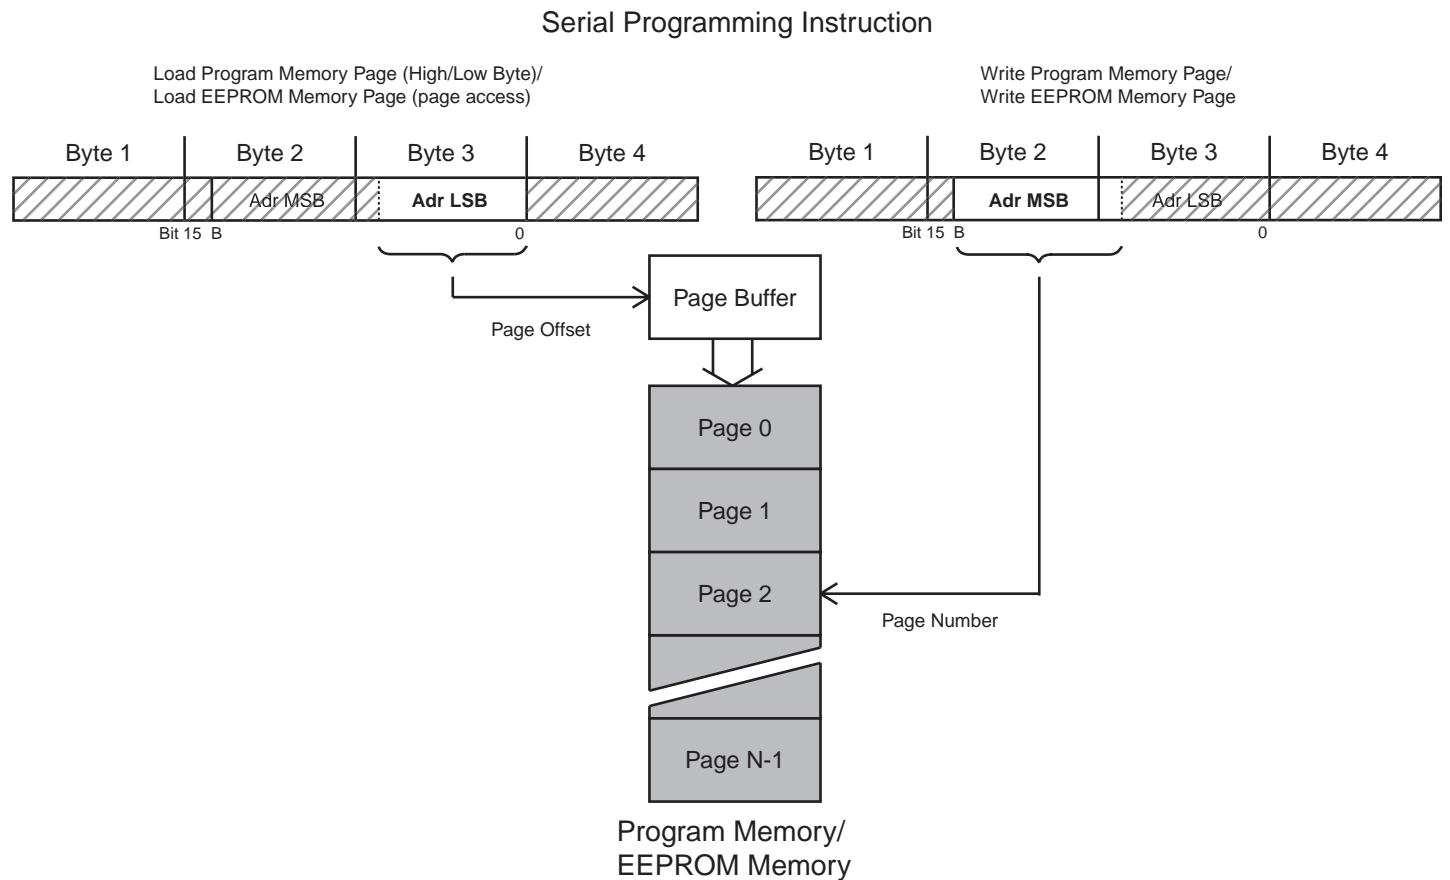 Serial Programming Instruction
Load Program Memory Page (High/Low Byte)/
Load EEPROM Memory Page (page access)
Write Program Memory Page/
Write EEPROM Memory Page
Byte 1 Byte 2 Byte 3 Byte 4
Byte 1 Byte 2 Byte 3 Byte 4
Adr MSB Adr LSB
Adr MSB Adr LSB
Bit 15 B 0
Bit 15 B 0
Page Buffer
Page Offset
Page 0
Page 1
Page 2
Page Number
Page N-1
Program Memory/
EEPROM Memory